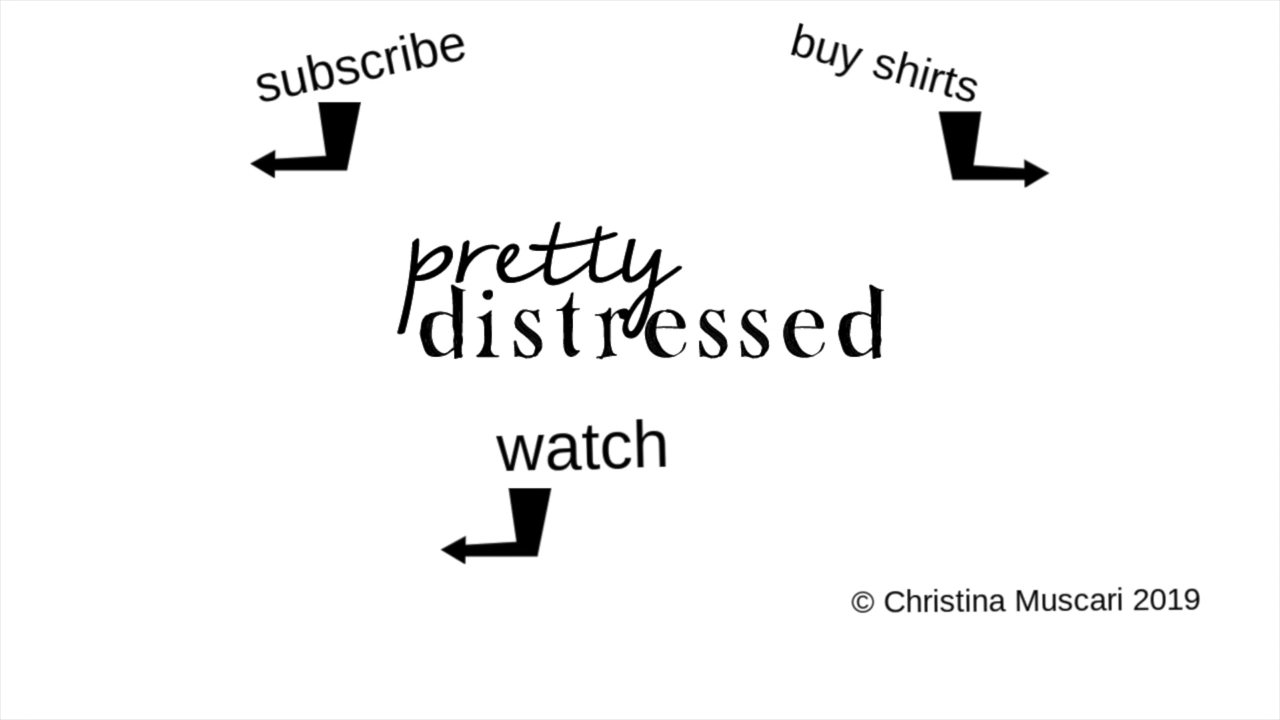 subscribe
buy shirts
pretty
distressed
watch
© Christina Muscari 2019